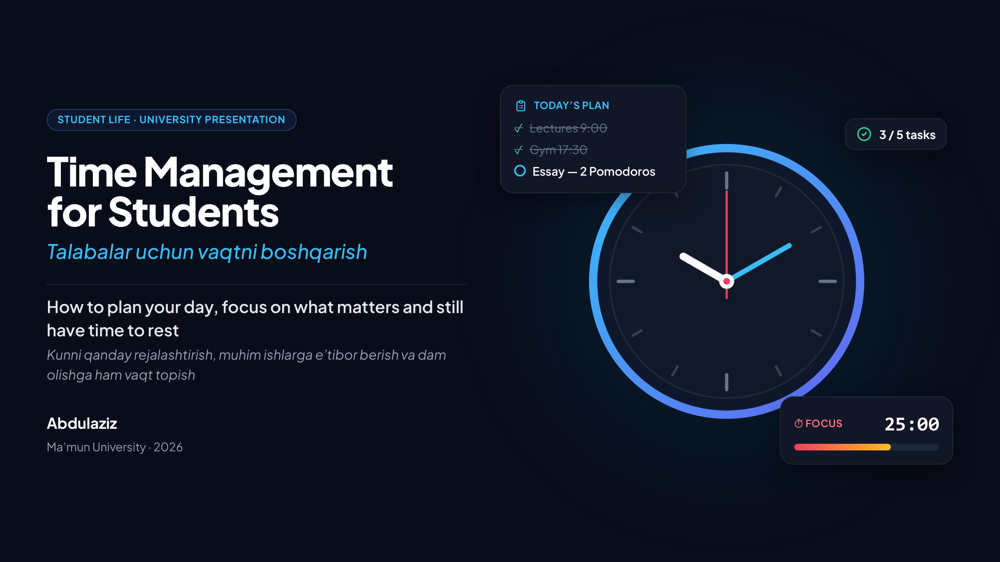 STUDENT LIFE · UNIVERSITY PRESENTATION
Time Management
for Students
Talabalar uchun vaqtni boshqarish
How to plan your day, focus on what matters and still
have time to rest
Kunni qanday rejalashtirish, muhim ishlarga e’tibor berish va dam
olishga ham vaqt topish
Abdulaziz
Ma’mun University · 2026
TODAY’S PLAN
✓ Lectures 9:00
✓ Gym 17:30
Essay — 2 Pomodoros
3 / 5 tasks
⏱ FOCUS 25:00